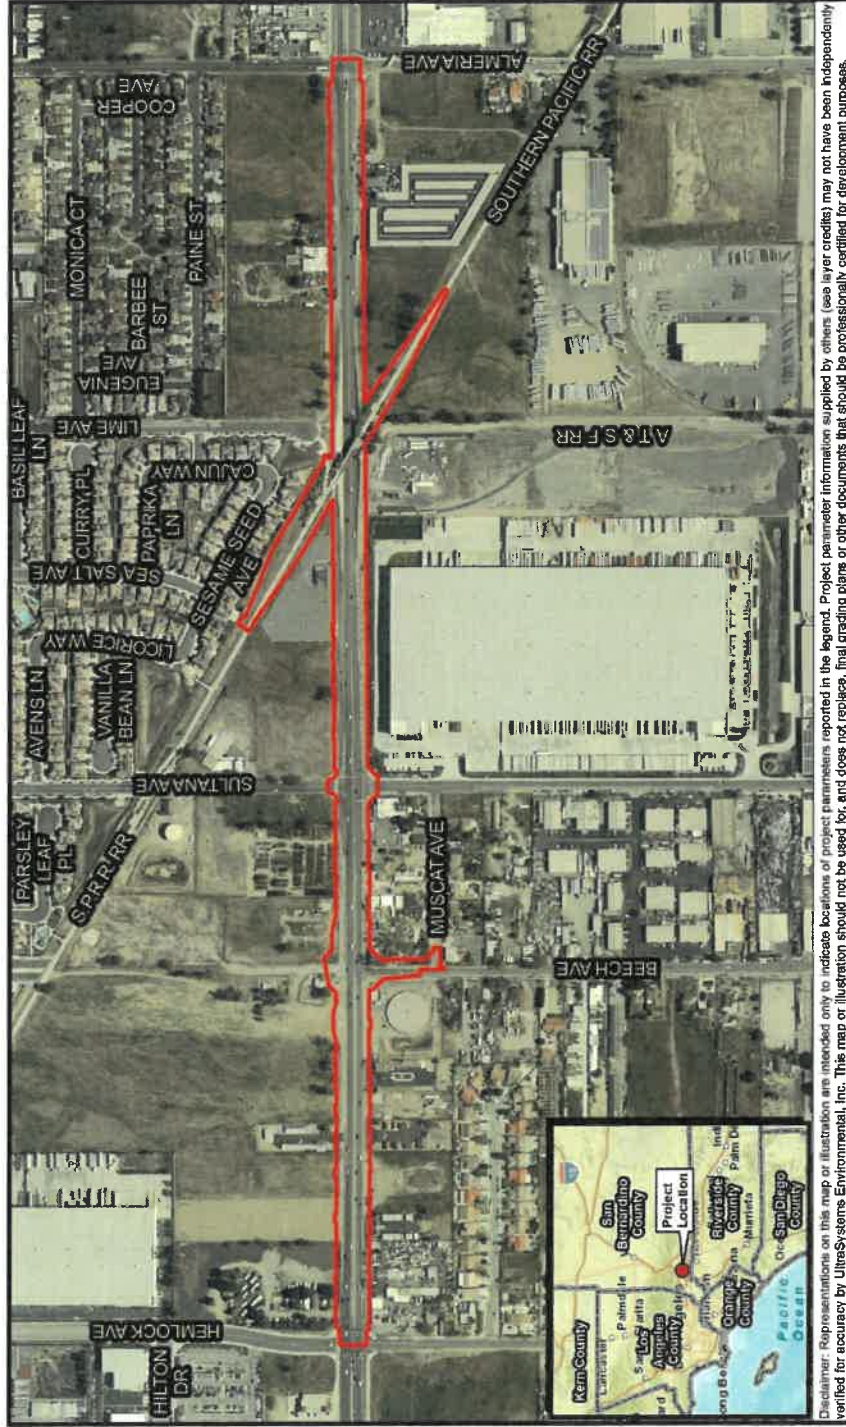 BASIL LEAF
LN
COOPER
AVE
MONICA CT
CURRY PL
LIME AVE
EUGENIA
AVE
BARBEE
ST
PAINE ST
PARSLEY
LEAF
PL
AVENS LN
VANILLA
BEAN LN
LICORICE WAY
SEA SALT AVE
PAPRIKA
LN
CAJUN WAY
SESAME SEED
AVE
S.P.R.R. RR
SULTANA AVE
HEMLOCK AVE
HILTON
DR
ALMERIA AVE
SOUTHERN PACIFIC RR
MUSCAT AVE
BEECH AVE
A T & S F RR
Kern County
Lancaster
Palmdale
San
Bernardino
County
Los
Angeles
County
Project
Location
Riverside
County
Orange
County
Murrieta
San Diego
County
Pacific
Ocean
Disclaimer: Representations on this map or illustration are intended only to indicate locations of project parameters reported in the legend. Project parameter information supplied by others (see layer credits) may not have been independently
verified for accuracy by UltraSystems Environmental, Inc. This map or illustration should not be used for, and does not replace, final grading plans or other documents that should be professionally certified for development purposes.